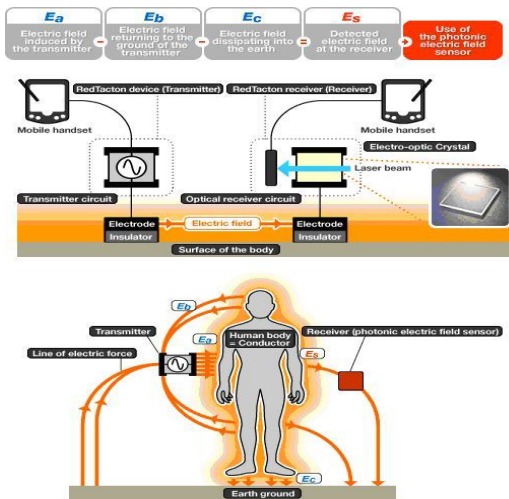 Ea
Electric field
induced by
the transmitter
-
Eb
Electric field
returning to the
ground of the
transmitter
-
Ec
Electric field
dissipating into
the earth
=
Es
Detected
electric field
at the receiver
Use of
the photonic
electric field
sensor
RedTacton device (Transmitter)
RedTacton receiver (Receiver)
Mobile handset
Mobile handset
Electro-optic Crystal
Laser beam
Transmitter circuit
Optical receiver circuit
Electrode
Electric field
Electrode
Insulator
Insulator
Surface of the body
Eb
Transmitter
Ea
Human body
= Conductor
Receiver (photonic electric field sensor)
Line of electric force
Es
Ec
Earth ground